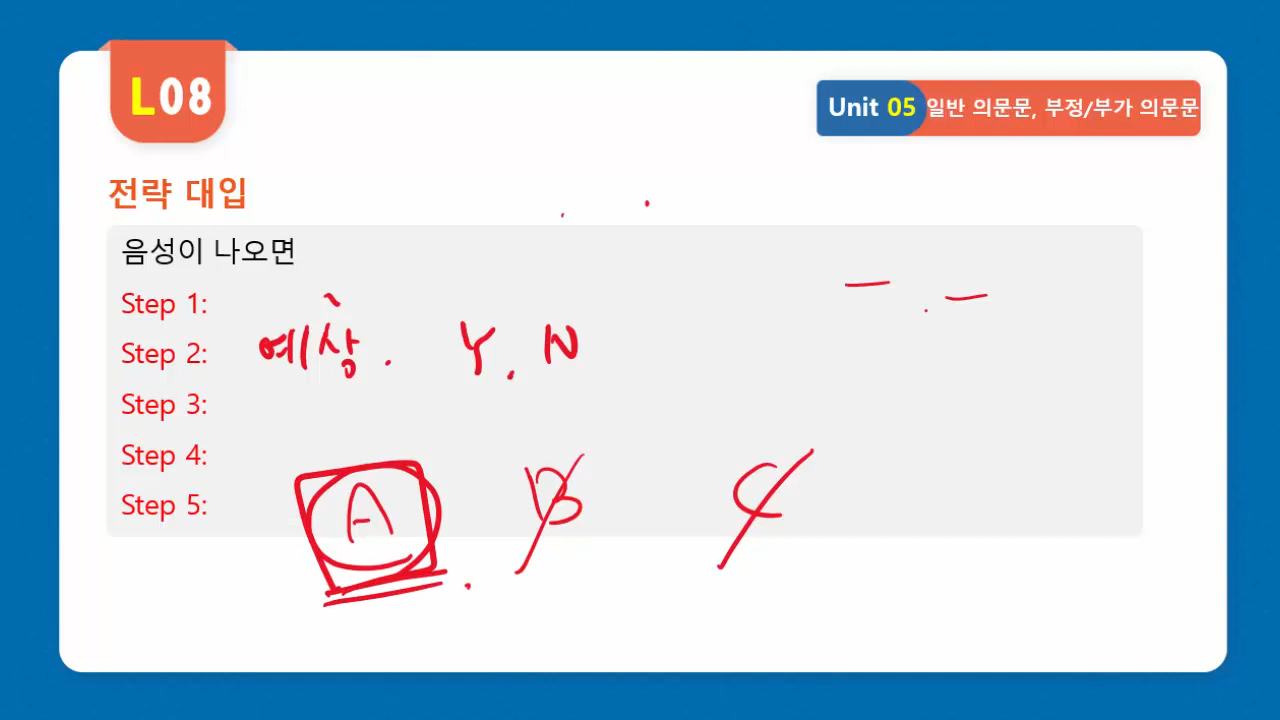 L08
Unit 05 일반 의문문, 부정/부가 의문문
전략 대입
음성이 나오면
Step 1:
Step 2: 예상. Y. N
Step 3:
Step 4:
Step 5:
A. B C